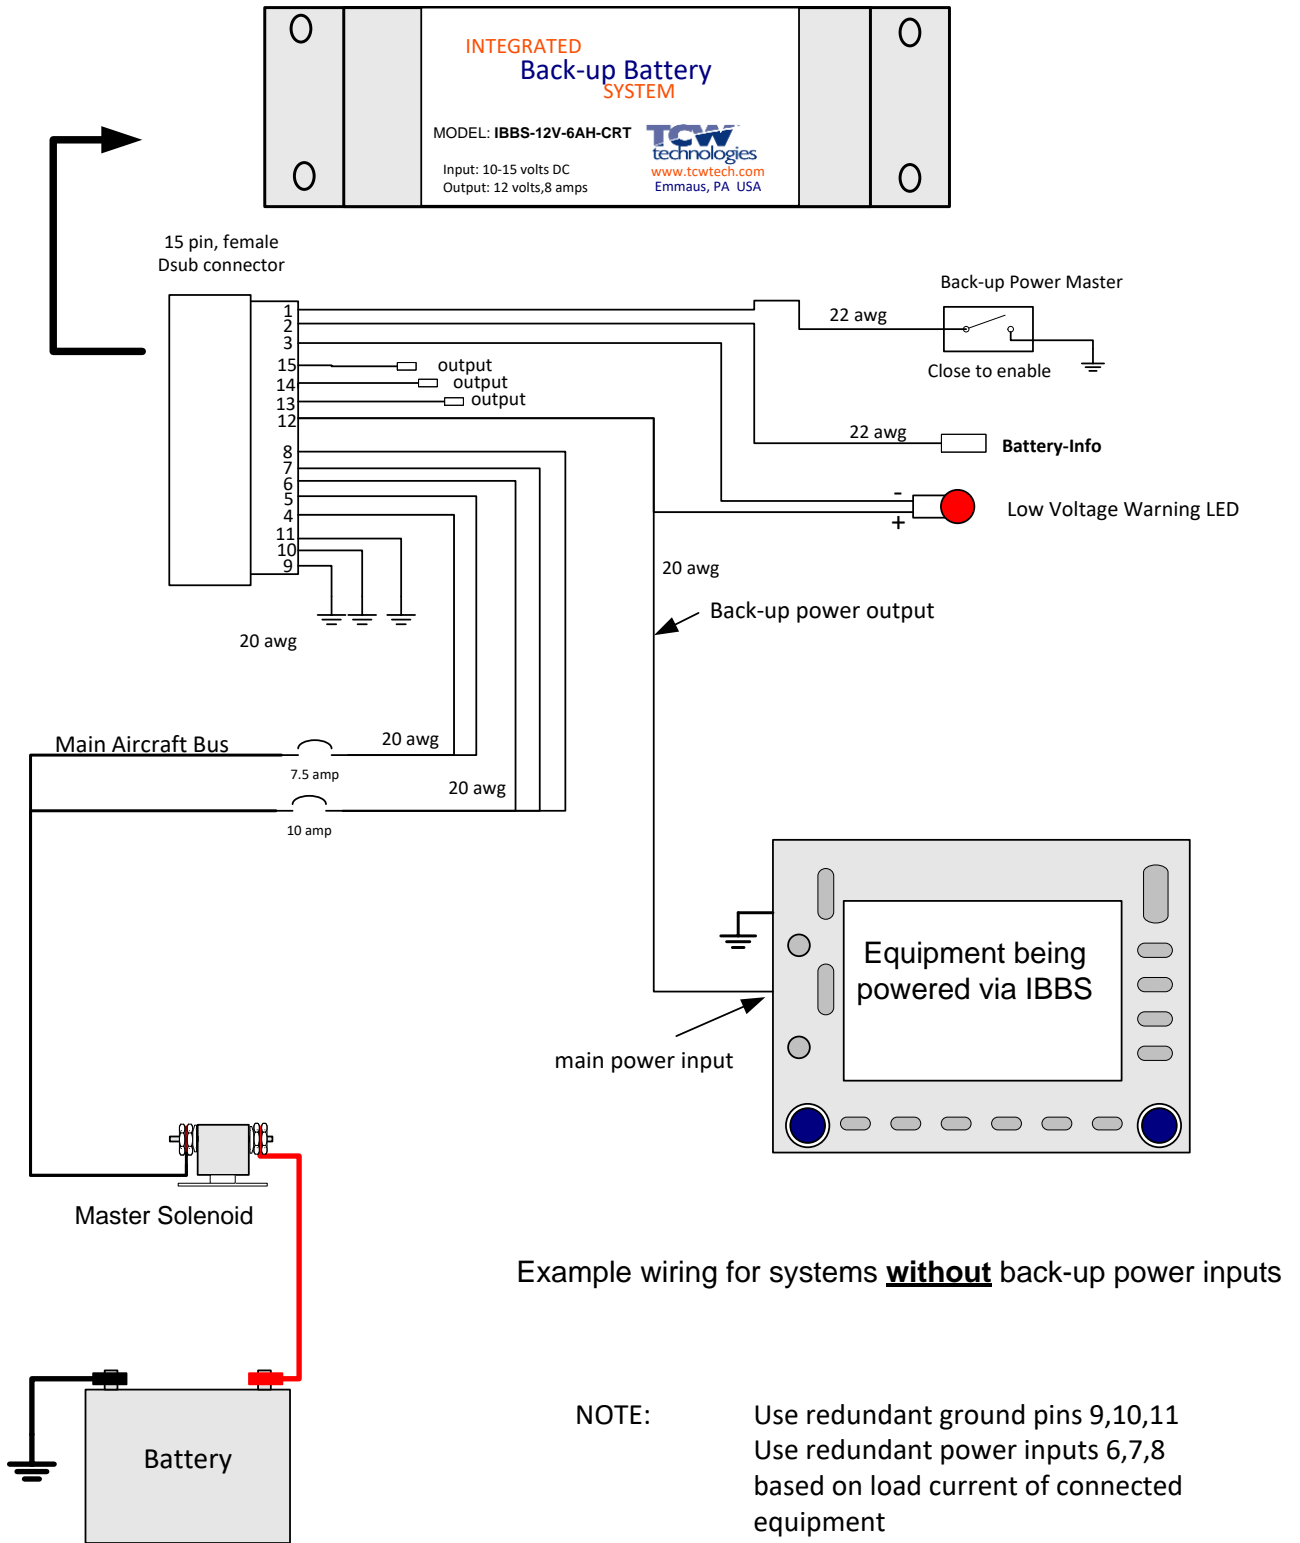 INTEGRATED
Back-up Battery
SYSTEM
MODEL: IBBS-12V-6AH-CRT
Input: 10-15 volts DC
Output: 12 volts,8 amps
TCW
technologies
www.tcwtech.com
Emmaus, PA USA
15 pin, female
Dsub connector
1
2
3
15
14
13
12
8
7
6
5
4
11
10
9
output
output
output
22 awg
Back-up Power Master
Close to enable
22 awg
Battery-Info
-
+
Low Voltage Warning LED
20 awg
Back-up power output
20 awg
Main Aircraft Bus
7.5 amp
20 awg
10 amp
20 awg
Equipment being
powered via IBBS
main power input
Master Solenoid
Example wiring for systems without back-up power inputs
Battery
NOTE: Use redundant ground pins 9,10,11
Use redundant power inputs 6,7,8
based on load current of connected
equipment